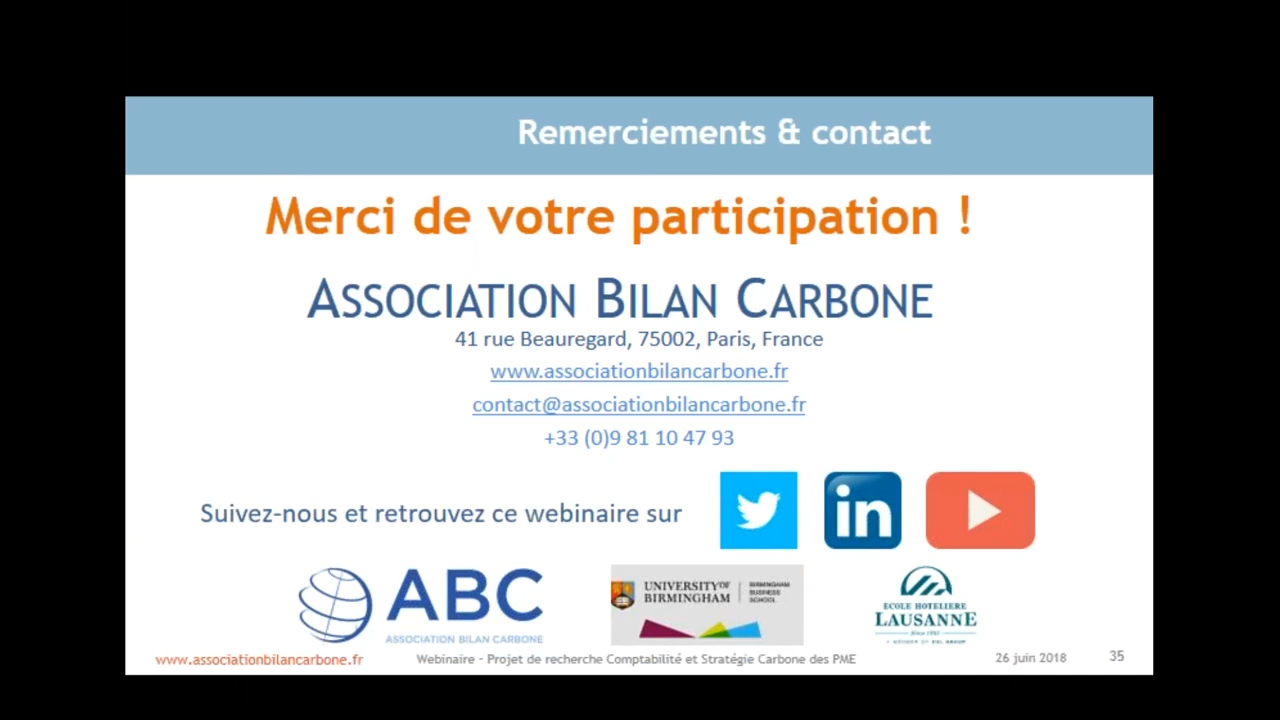 Remerciements & contact
Merci de votre participation !
ASSOCIATION BILAN CARBONE
41 rue Beauregard, 75002, Paris, France
www.associationbilancarbone.fr
contact@associationbilancarbone.fr
+33 (0)9 81 10 47 93
Suivez-nous et retrouvez ce webinaire sur
in
ABC
ASSOCIATION BILAN CARBONE
UNIVERSITY OF
BIRMINGHAM
BIRMINGHAM
BUSINESS
SCHOOL
ECOLE HOTELIERE
LAUSANNE
www.associationbilancarbone.fr
Webinaire - Projet de recherche Comptabilité et Stratégie Carbone des PME
26 juin 2018
35